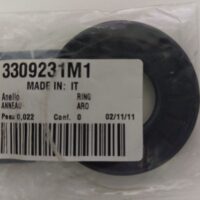 3309231M1
MADE IN: IT
Anello RING
ANNEAU ARO
Peso 0,022 Conf. 0 02/11/11